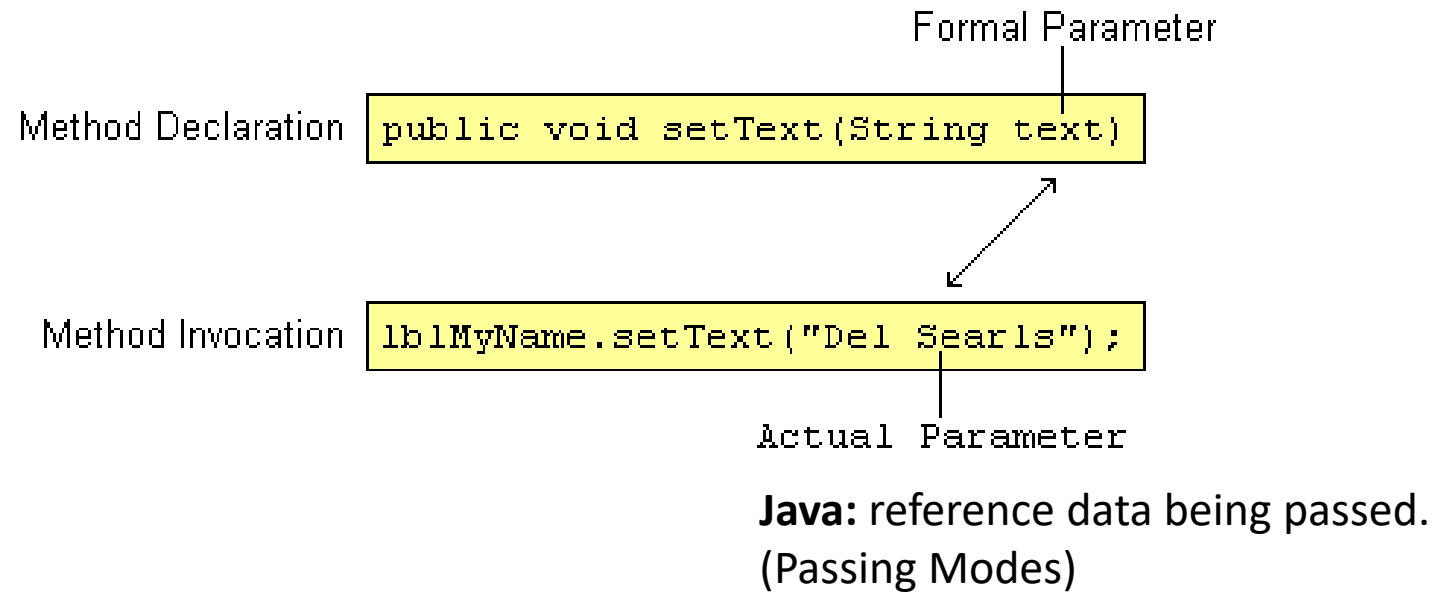 Formal Parameter
Method Declaration public void setText(String text)
Method Invocation lblMyName.setText("Del Searls");
Actual Parameter
Java: reference data being passed.
(Passing Modes)